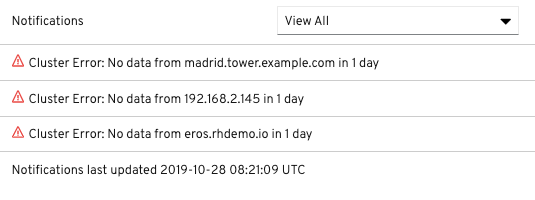 Notifications
View All
Cluster Error: No data from madrid.tower.example.com in 1 day
Cluster Error: No data from 192.168.2.145 in 1 day
Cluster Error: No data from eros.rhdemo.io in 1 day
Notifications last updated 2019-10-28 08:21:09 UTC